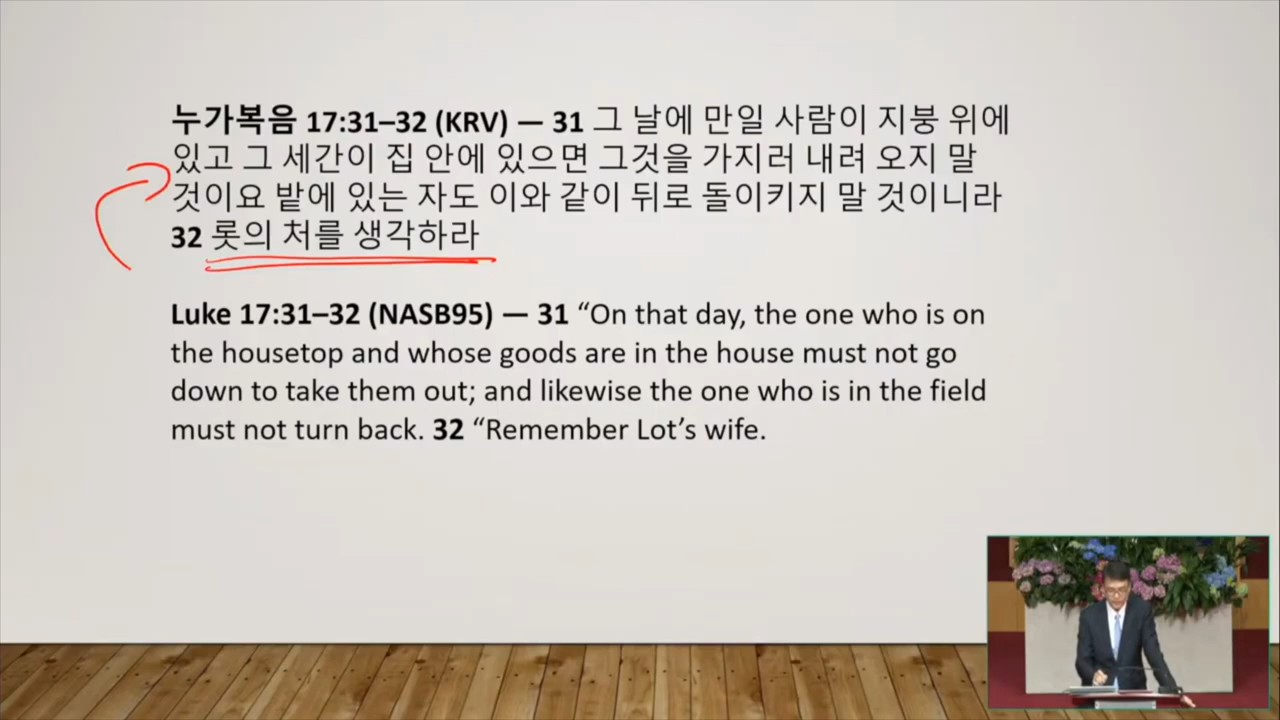 누가복음 17:31–32 (KRV) — 31 그 날에 만일 사람이 지붕 위에
있고 그 세간이 집 안에 있으면 그것을 가지러 내려 오지 말
것이요 밭에 있는 자도 이와 같이 뒤로 돌이키지 말 것이니라
32 롯의 처를 생각하라
Luke 17:31–32 (NASB95) — 31 “On that day, the one who is on
the housetop and whose goods are in the house must not go
down to take them out; and likewise the one who is in the field
must not turn back. 32 “Remember Lot’s wife.